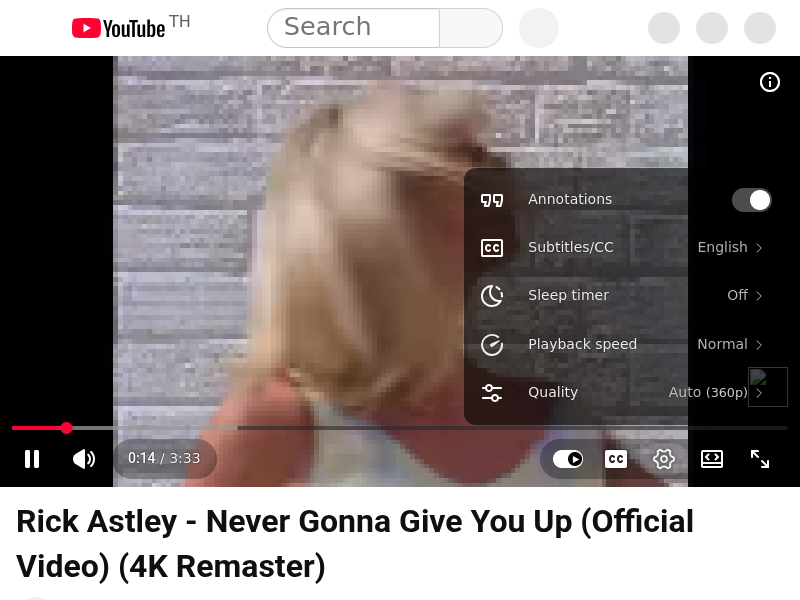 YouTube TH
Search
Annotations
Subtitles/CC English
Sleep timer Off
Playback speed Normal
Quality Auto (360p)
0:14 / 3:33
CC
Rick Astley - Never Gonna Give You Up (Official
Video) (4K Remaster)